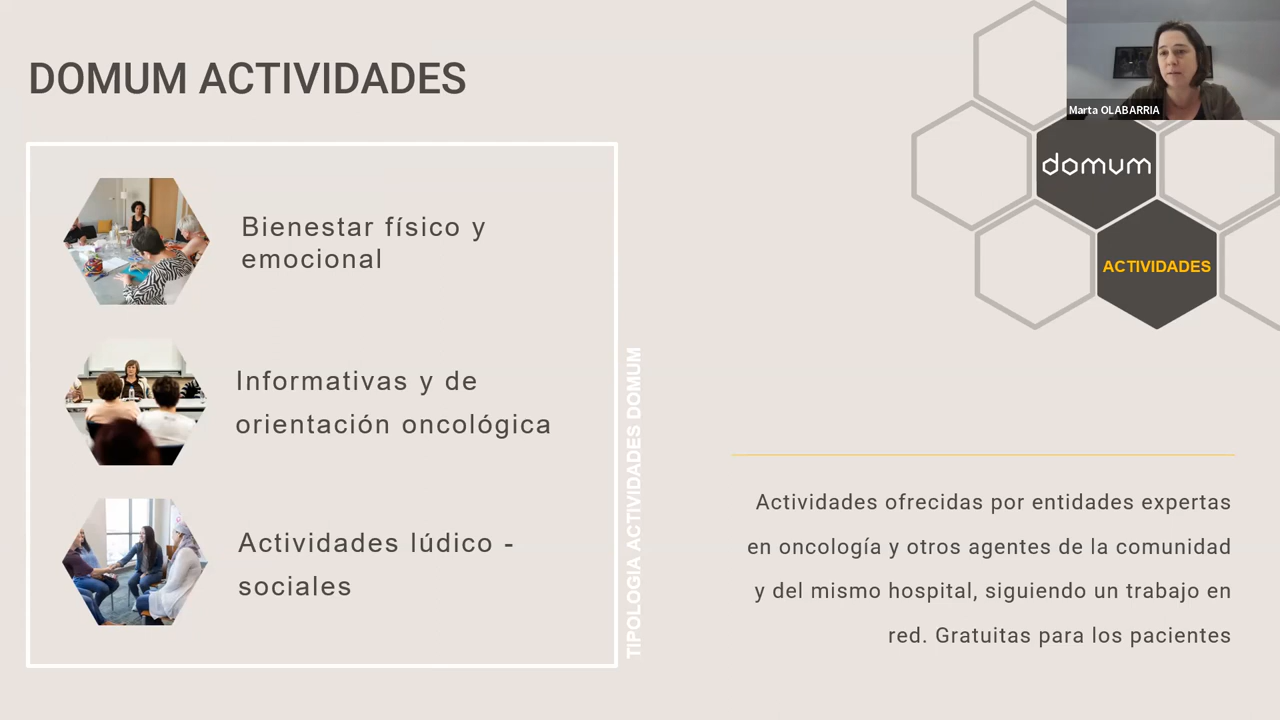 DOMUM ACTIVIDADES
Marta OLABARRIA
domum
ACTIVIDADES
Bienestar físico y
emocional
Informativas y de
orientación oncológica
Actividades lúdico -
sociales
TIPOLOGIA ACTIVIDADES DOMUM
Actividades ofrecidas por entidades expertas
en oncología y otros agentes de la comunidad
y del mismo hospital, siguiendo un trabajo en
red. Gratuitas para los pacientes